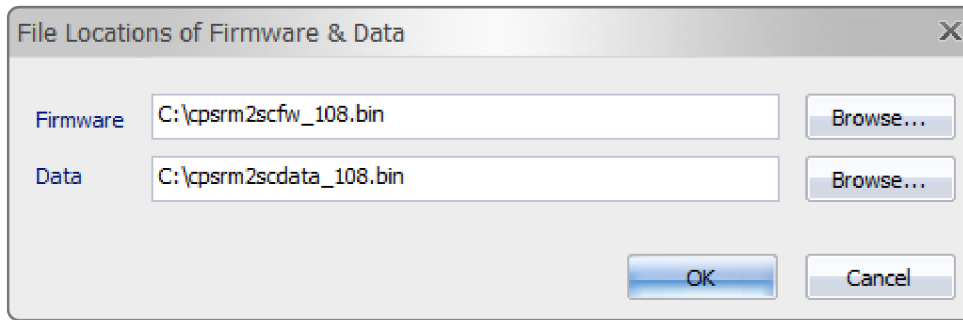 File Locations of Firmware & Data
Firmware C:\cpsrm2scfw_108.bin Browse...
Data C:\cpsrm2scdata_108.bin Browse...
OK Cancel